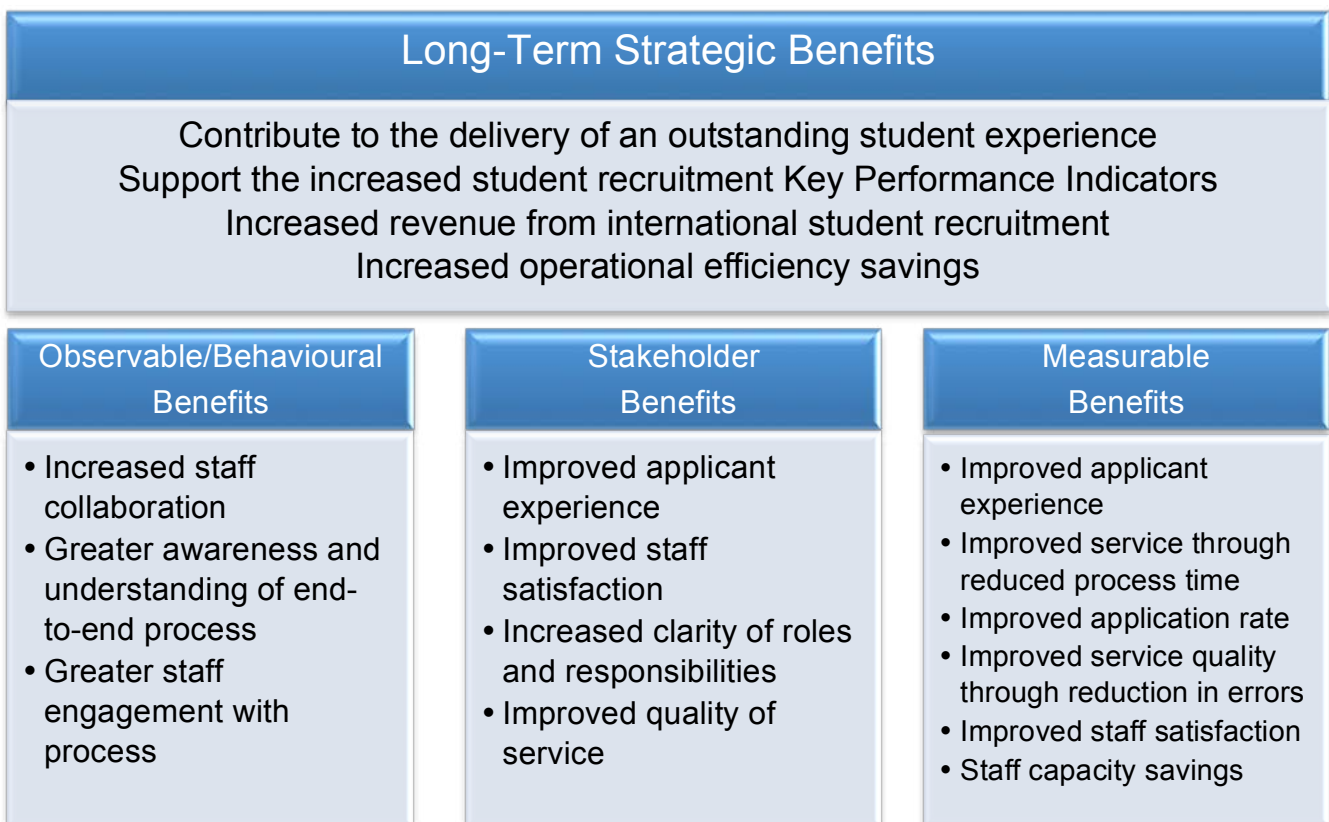 Long-Term Strategic Benefits
Contribute to the delivery of an outstanding student experience
Support the increased student recruitment Key Performance Indicators
Increased revenue from international student recruitment
Increased operational efficiency savings
Observable/Behavioural
Benefits
• Increased staff
collaboration
• Greater awareness and
understanding of end-
to-end process
• Greater staff
engagement with
process
Stakeholder
Benefits
• Improved applicant
experience
• Improved staff
satisfaction
• Increased clarity of roles
and responsibilities
• Improved quality of
service
Measurable
Benefits
• Improved applicant
experience
• Improved service through
reduced process time
• Improved application rate
• Improved service quality
through reduction in errors
• Improved staff satisfaction
• Staff capacity savings